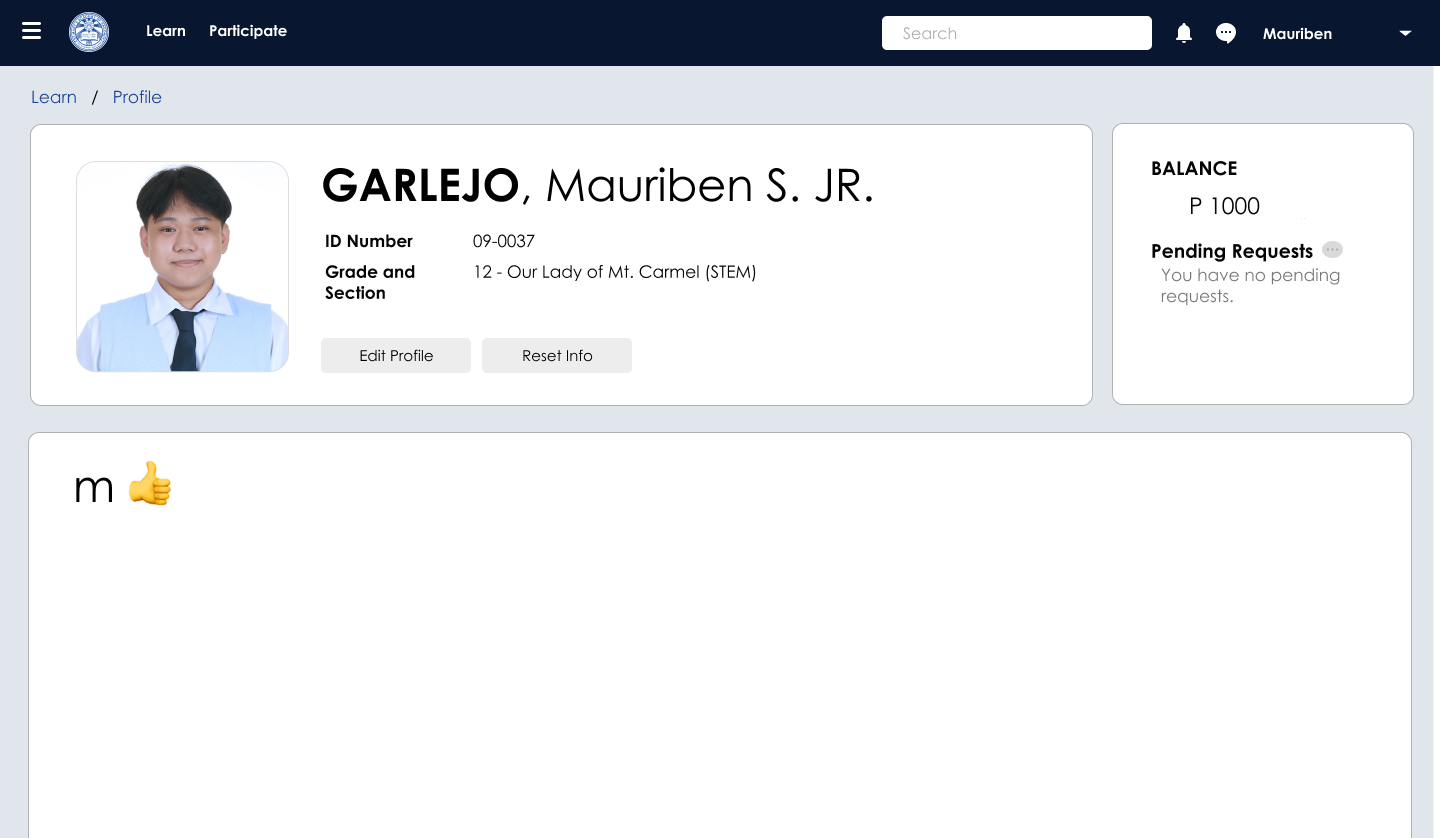 Learn Participate Search Mauriben
Learn / Profile
GARLEJO, Mauriben S. JR.
ID Number 09-0037
Grade and Section 12 - Our Lady of Mt. Carmel (STEM)
Edit Profile Reset Info
BALANCE
P 1000
Pending Requests
You have no pending
requests.
m 👍